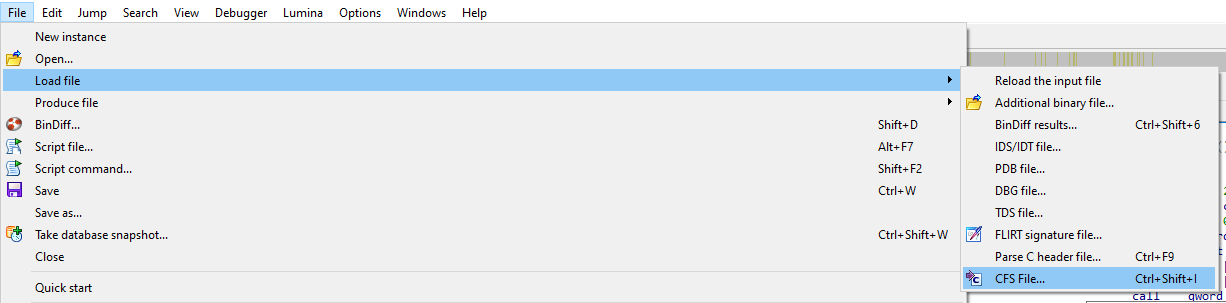 File Edit Jump Search View Debugger Lumina Options Windows Help
New instance
Open...
Load file
Produce file
BinDiff... Shift+D
Script file... Alt+F7
Script command... Shift+F2
Save Ctrl+W
Save as...
Take database snapshot... Ctrl+Shift+W
Close
Quick start
Reload the input file
Additional binary file...
BinDiff results... Ctrl+Shift+6
IDS/IDT file...
PDB file...
DBG file...
TDS file...
FLIRT signature file...
Parse C header file... Ctrl+F9
CFS File... Ctrl+Shift+I
call qword